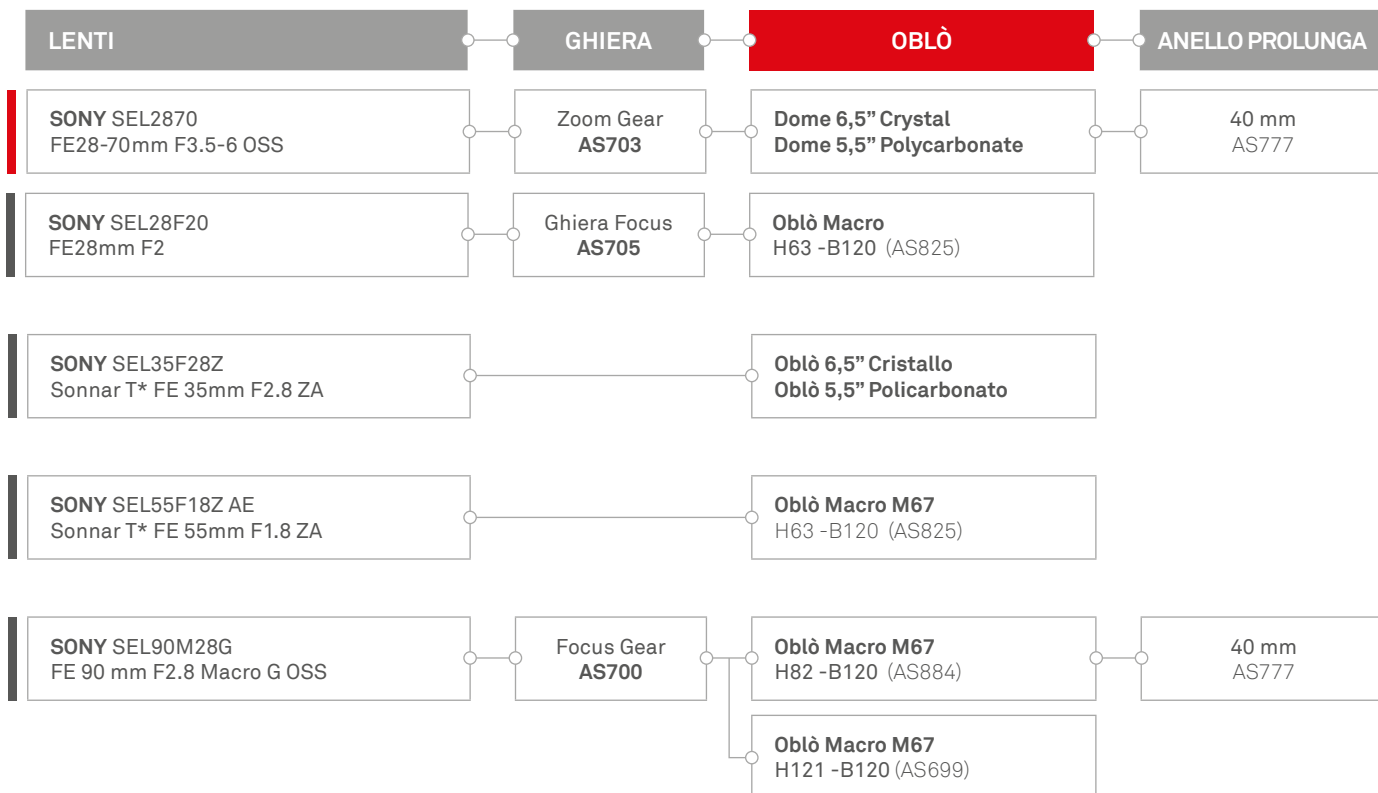 LENTI
GHIERA
OBLÒ
ANELLO PROLUNGA
SONY SEL2870
FE28-70mm F3.5-6 OSS
Zoom Gear
AS703
Dome 6,5” Crystal
Dome 5,5” Polycarbonate
40 mm
AS777
SONY SEL28F20
FE28mm F2
Ghiera Focus
AS705
Oblò Macro
H63 -B120 (AS825)
SONY SEL35F28Z
Sonnar T* FE 35mm F2.8 ZA
Oblò 6,5” Cristallo
Oblò 5,5” Policarbonato
SONY SEL55F18Z AE
Sonnar T* FE 55mm F1.8 ZA
Oblò Macro M67
H63 -B120 (AS825)
SONY SEL90M28G
FE 90 mm F2.8 Macro G OSS
Focus Gear
AS700
Oblò Macro M67
H82 -B120 (AS884)
40 mm
AS777
Oblò Macro M67
H121 -B120 (AS699)